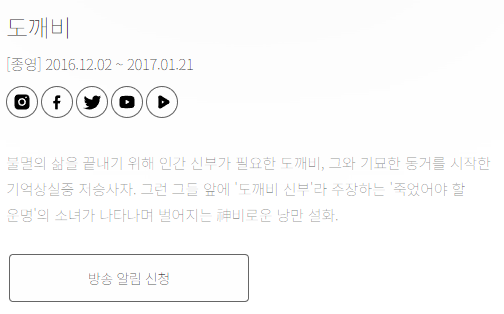 도깨비
[종영] 2016.12.02 ~ 2017.01.21
불멸의 삶을 끝내기 위해 인간 신부가 필요한 도깨비, 그와 기묘한 동거를 시작한
기억상실증 저승사자. 그런 그들 앞에 '도깨비 신부'라 주장하는 '죽었어야 할
운명'의 소녀가 나타나며 벌어지는 神비로운 낭만 설화.
방송 알림 신청